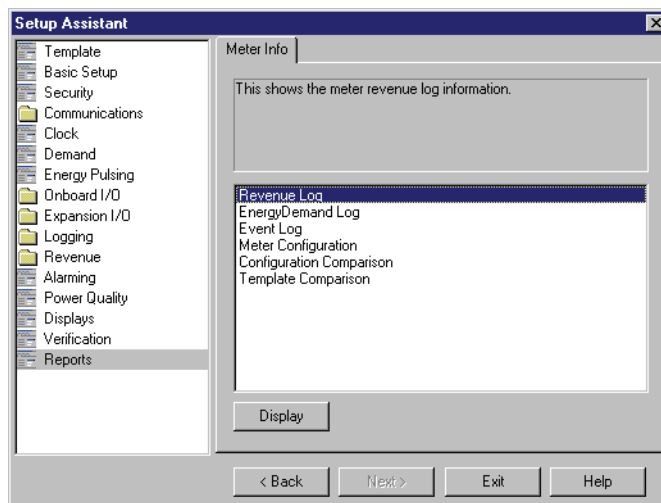 Setup Assistant
Template
Basic Setup
Security
Communications
Clock
Demand
Energy Pulsing
Onboard I/O
Expansion I/O
Logging
Revenue
Alarming
Power Quality
Displays
Verification
Reports
Meter Info
This shows the meter revenue log information.
Revenue Log
EnergyDemand Log
Event Log
Meter Configuration
Configuration Comparison
Template Comparison
Display
< Back
Next >
Exit
Help